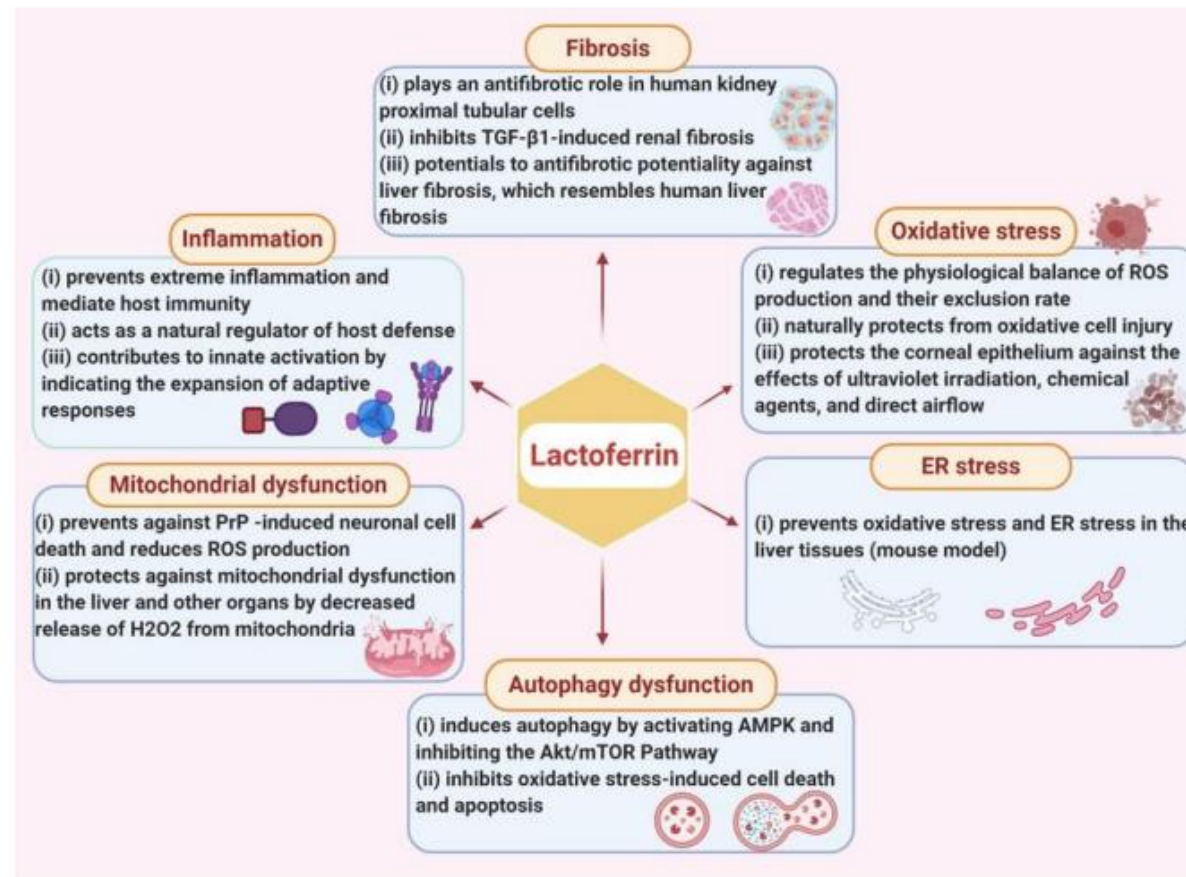 Fibrosis
(i) plays an antifibrotic role in human kidney
proximal tubular cells
(ii) inhibits TGF-β1-induced renal fibrosis
(iii) potentials to antifibrotic potentiality against
liver fibrosis, which resembles human liver
fibrosis
Inflammation
(i) prevents extreme inflammation and
mediate host immunity
(ii) acts as a natural regulator of host defense
(iii) contributes to innate activation by
indicating the expansion of adaptive
responses
Oxidative stress
(i) regulates the physiological balance of ROS
production and their exclusion rate
(ii) naturally protects from oxidative cell injury
(iii) protects the corneal epithelium against the
effects of ultraviolet irradiation, chemical
agents, and direct airflow
Lactoferrin
Mitochondrial dysfunction
(i) prevents against PrP -induced neuronal cell
death and reduces ROS production
(ii) protects against mitochondrial dysfunction
in the liver and other organs by decreased
release of H2O2 from mitochondria
ER stress
(i) prevents oxidative stress and ER stress in the
liver tissues (mouse model)
Autophagy dysfunction
(i) induces autophagy by activating AMPK and
inhibiting the Akt/mTOR Pathway
(ii) inhibits oxidative stress-induced cell death
and apoptosis